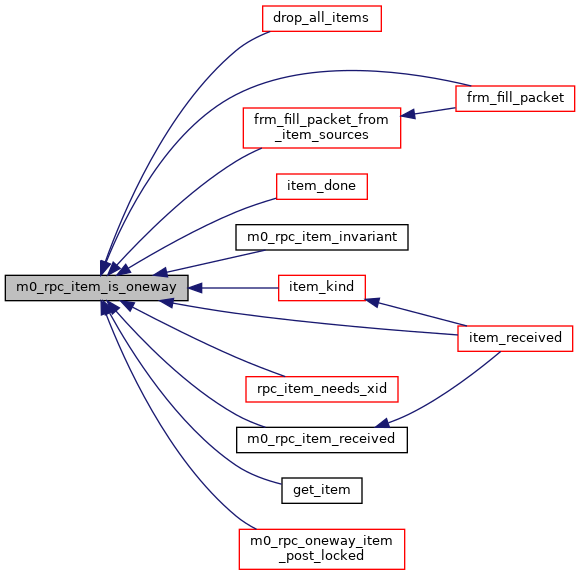 drop_all_items
frm_fill_packet
frm_fill_packet_from
_item_sources
item_done
m0_rpc_item_invariant
m0_rpc_item_is_oneway
item_kind
item_received
rpc_item_needs_xid
m0_rpc_item_received
get_item
m0_rpc_oneway_item
_post_locked